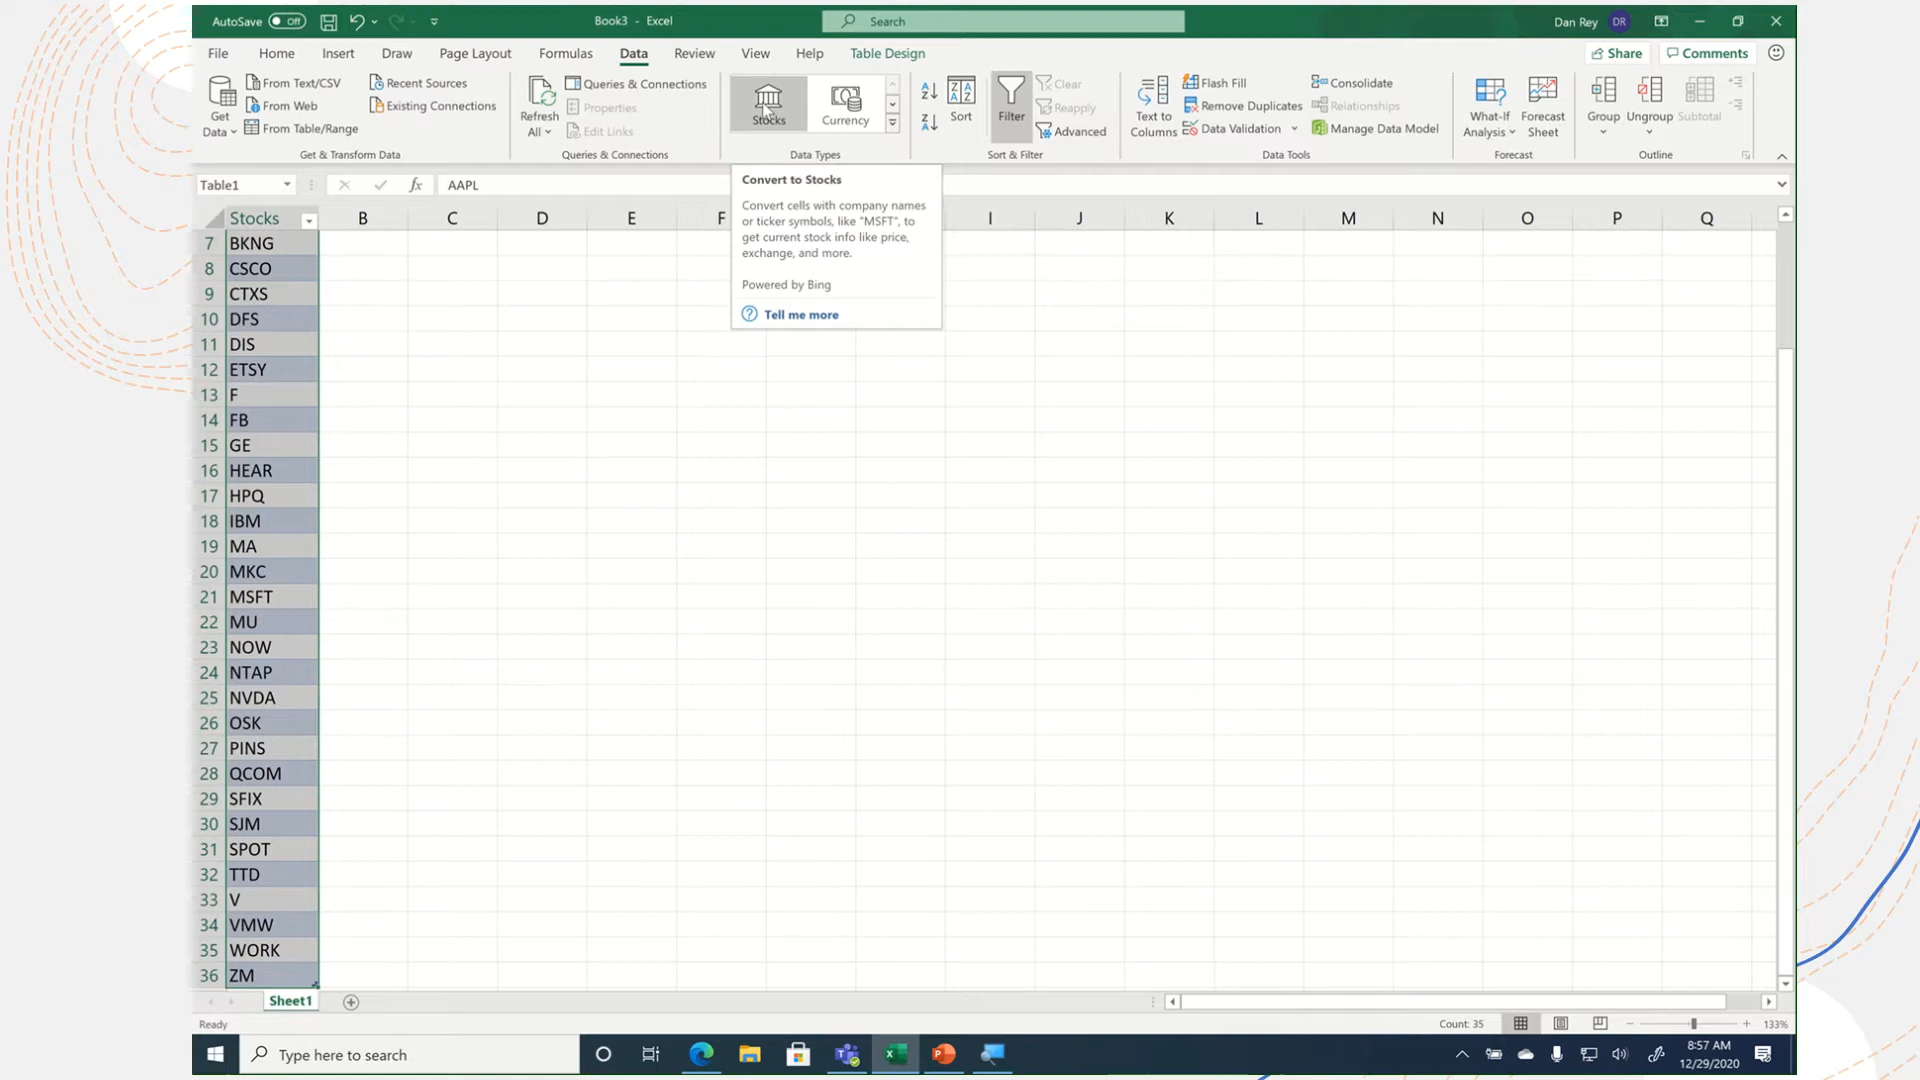 AutoSave Off Book3 - Excel Search Dan Rey DR
File Home Insert Draw Page Layout Formulas Data Review View Help Table Design Share Comments
Get Data
From Text/CSV
From Web
From Table/Range
Recent Sources
Existing Connections
Get & Transform Data
Refresh All
Queries & Connections
Properties
Edit Links
Queries & Connections
Stocks
Currency
Data Types
Sort
Filter
Clear
Reapply
Advanced
Sort & Filter
Text to Columns
Flash Fill
Remove Duplicates
Data Validation
Consolidate
Relationships
Manage Data Model
Data Tools
What-If Analysis
Forecast Sheet
Forecast
Group
Ungroup
Subtotal
Outline
Table1 fx AAPL
Convert to Stocks
Convert cells with company names
or ticker symbols, like "MSFT", to
get current stock info like price,
exchange, and more.
Powered by Bing
Tell me more
Stocks B C D E F I J K L M N O P Q
7 BKNG
8 CSCO
9 CTXS
10 DFS
11 DIS
12 ETSY
13 F
14 FB
15 GE
16 HEAR
17 HPQ
18 IBM
19 MA
20 MKC
21 MSFT
22 MU
23 NOW
24 NTAP
25 NVDA
26 OSK
27 PINS
28 QCOM
29 SFIX
30 SJM
31 SPOT
32 TTD
33 V
34 VMW
35 WORK
36 ZM
Sheet1
Ready Count: 35 133%
Type here to search
8:57 AM
12/29/2020